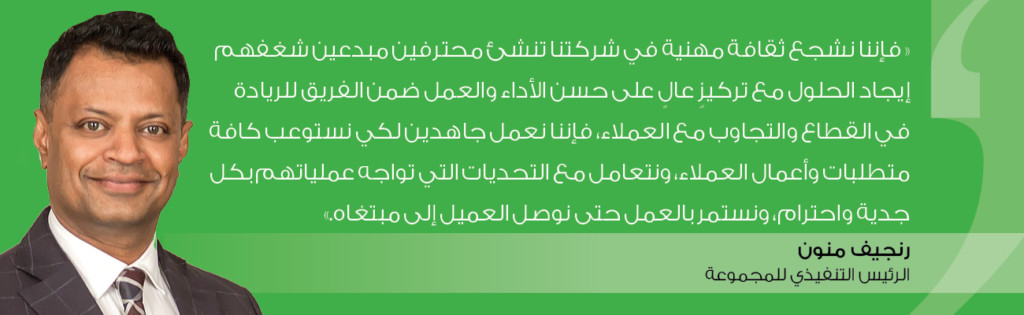 « فإننا نشجع ثقافة مهنية في شركتنا تنشئ محترفين مبدعين شغفهم
إيجاد الحلول مع تركيزٍ عالٍ على حسن الأداء والعمل ضمن الفريق للريادة
في القطاع والتجاوب مع العملاء، فإننا نعمل جاهدين لكي نستوعب كافة
متطلبات وأعمال العملاء، ونتعامل مع التحديات التي تواجه عملياتهم بكل
جدية واحترام، ونستمر بالعمل حتى نوصل العميل إلى مبتغاه.»
رنجيف منون
الرئيس التنفيذي للمجموعة